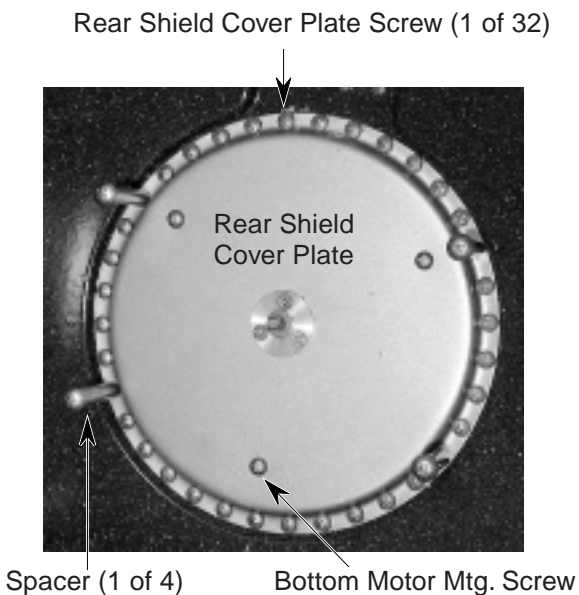 Rear Shield Cover Plate Screw (1 of 32)
Rear Shield
Cover Plate
Spacer (1 of 4)
Bottom Motor Mtg. Screw